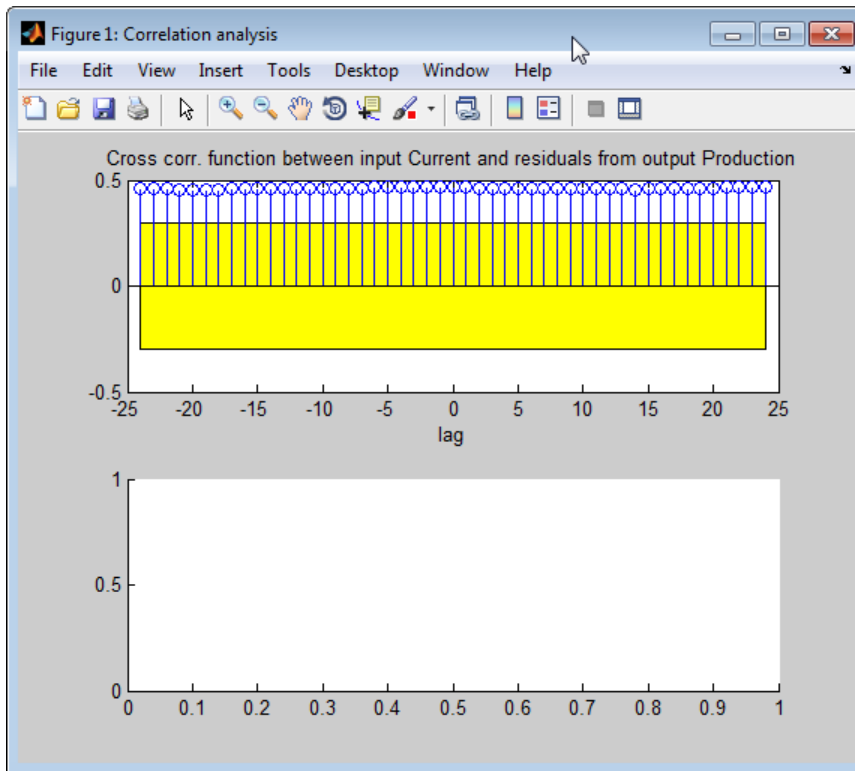 Figure 1: Correlation analysis
File Edit View Insert Tools Desktop Window Help
Cross corr. function between input Current and residuals from output Production
0.5
0
-0.5
-25 -20 -15 -10 -5 0 5 10 15 20 25
lag
1
0.5
0
0 0.1 0.2 0.3 0.4 0.5 0.6 0.7 0.8 0.9 1